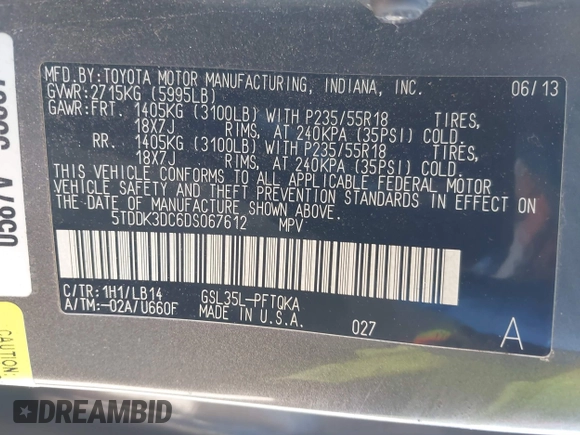 MFD.BY:TOYOTA MOTOR MANUFACTURING, INDIANA, INC. 06/13
GVWR:2715KG (5995LB)
GAWR:FRT. 1405KG (3100LB) WITH P235/55R18 TIRES,
18X7J RIMS, AT 240KPA (35PSI) COLD.
RR. 1405KG (3100LB) WITH P235/55R18 TIRES,
18X7J RIMS, AT 240KPA (35PSI) COLD.
THIS VEHICLE CONFORMS TO ALL APPLICABLE FEDERAL MOTOR
VEHICLE SAFETY AND THEFT PREVENTION STANDARDS IN EFFECT ON
THE DATE OF MANUFACTURE SHOWN ABOVE.
5TDDK3DC6DS067612 MPV
C/TR:1H1/LB14 GSL35L-PFTQKA
A/TM:-02A/U660F MADE IN U.S.A. 027 A
CAUTION:
DREAMBID